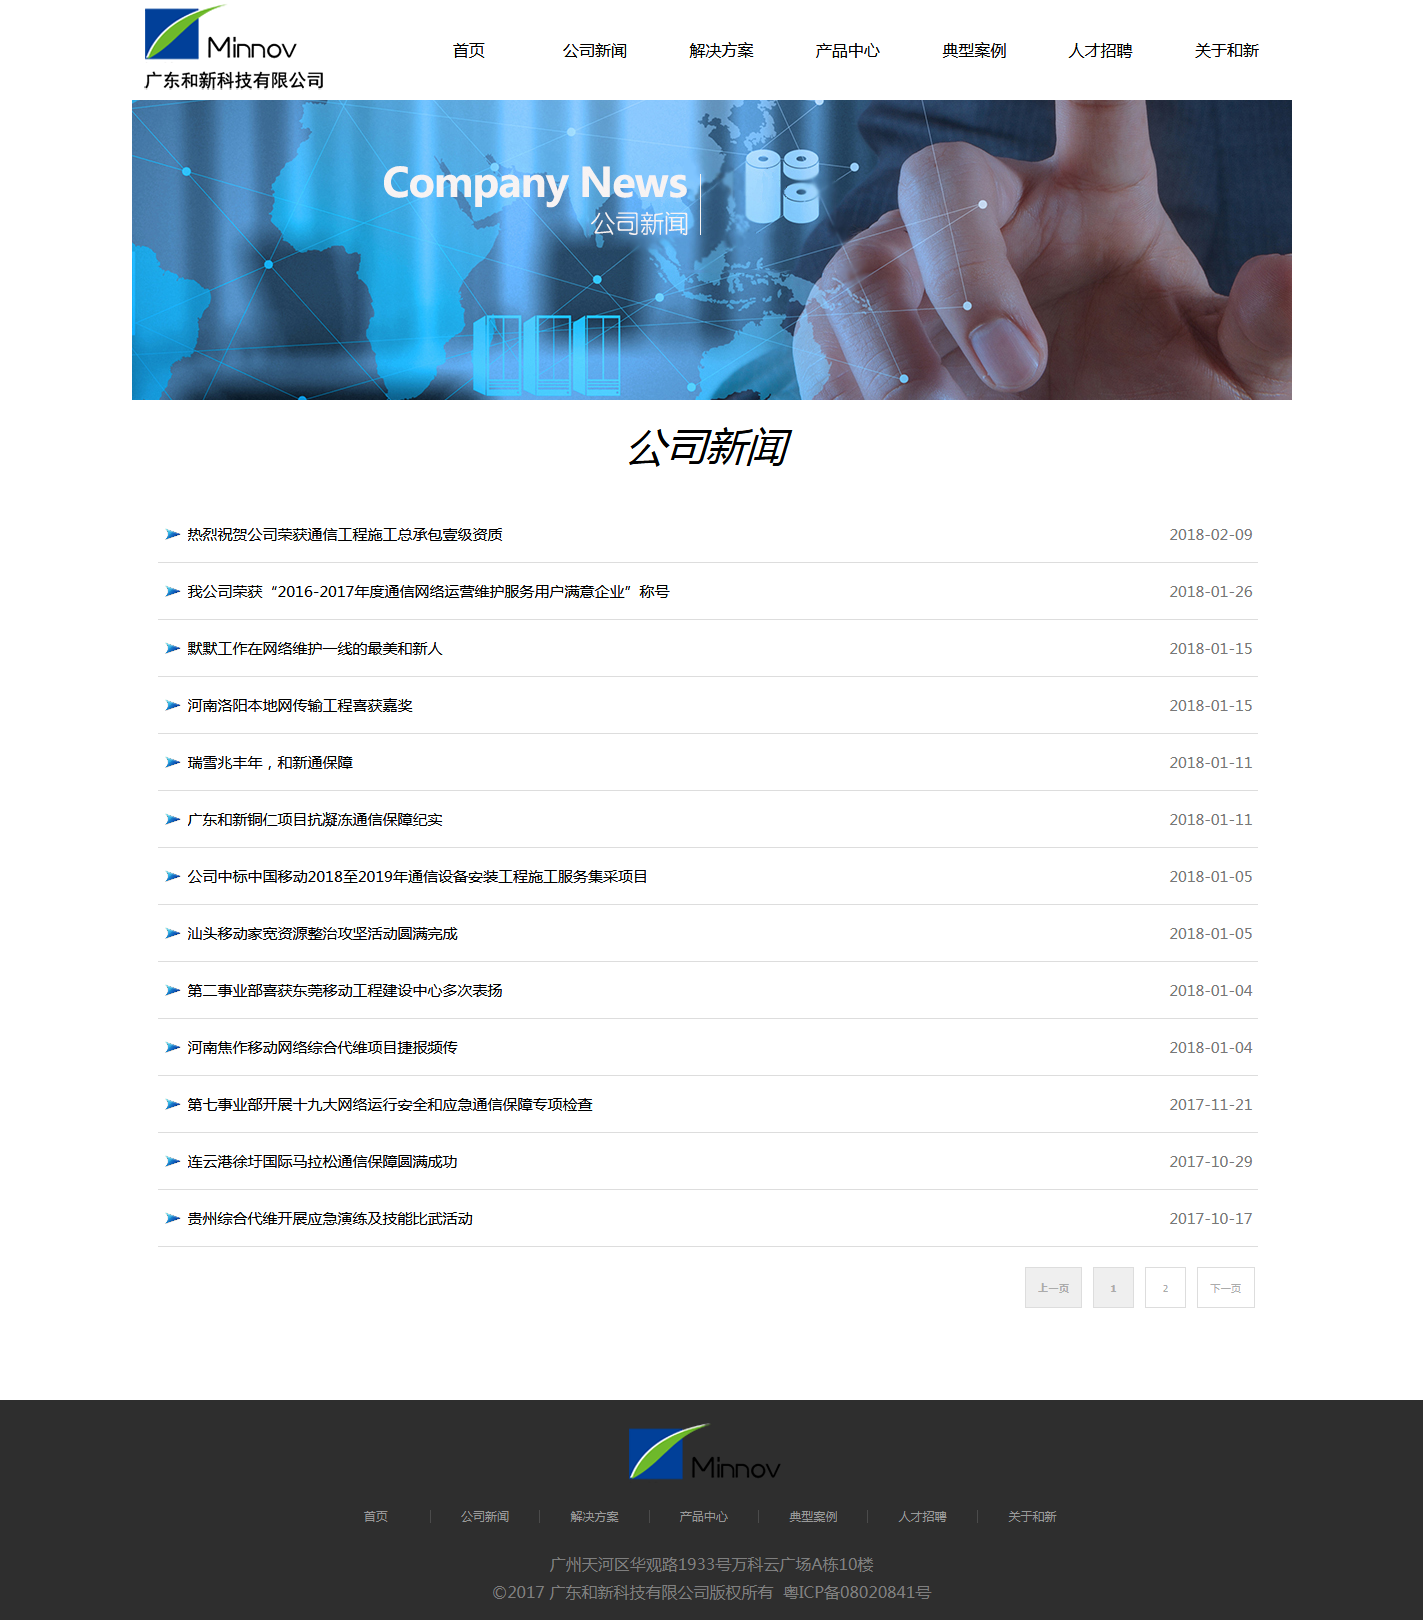 Minnov
广东和新科技有限公司
首页 公司新闻 解决方案 产品中心 典型案例 人才招聘 关于和新
Company News
公司新闻
公司新闻
热烈祝贺公司荣获通信工程施工总承包壹级资质 2018-02-09
我公司荣获“2016-2017年度通信网络运营维护服务用户满意企业”称号 2018-01-26
默默工作在网络维护一线的最美和新人 2018-01-15
河南洛阳本地网传输工程喜获嘉奖 2018-01-15
瑞雪兆丰年，和新通保障 2018-01-11
广东和新铜仁项目抗凝冻通信保障纪实 2018-01-11
公司中标中国移动2018至2019年通信设备安装工程施工服务集采项目 2018-01-05
汕头移动家宽资源整治攻坚活动圆满完成 2018-01-05
第二事业部喜获东莞移动工程建设中心多次表扬 2018-01-04
河南焦作移动网络综合代维项目捷报频传 2018-01-04
第七事业部开展十九大网络运行安全和应急通信保障专项检查 2017-11-21
连云港徐圩国际马拉松通信保障圆满成功 2017-10-29
贵州综合代维开展应急演练及技能比武活动 2017-10-17
上一页 1 2 下一页
Minnov
首页 公司新闻 解决方案 产品中心 典型案例 人才招聘 关于和新
广州天河区华观路1933号万科云广场A栋10楼
©2017 广东和新科技有限公司版权所有 粤ICP备08020841号